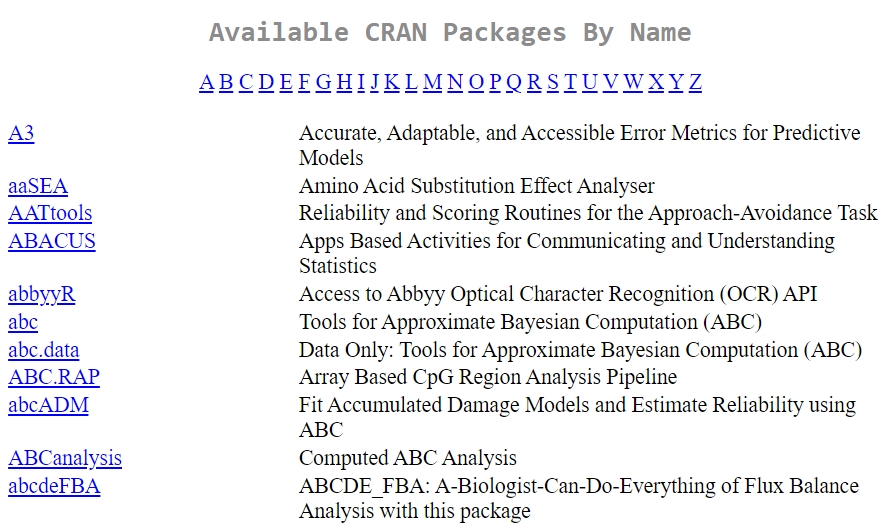 Available CRAN Packages By Name
A B C D E F G H I J K L M N O P Q R S T U V W X Y Z
A3 Accurate, Adaptable, and Accessible Error Metrics for Predictive
Models
aaSEA Amino Acid Substitution Effect Analyser
AATtools Reliability and Scoring Routines for the Approach-Avoidance Task
ABACUS Apps Based Activities for Communicating and Understanding
Statistics
abbyyR Access to Abbyy Optical Character Recognition (OCR) API
abc Tools for Approximate Bayesian Computation (ABC)
abc.data Data Only: Tools for Approximate Bayesian Computation (ABC)
ABC.RAP Array Based CpG Region Analysis Pipeline
abcADM Fit Accumulated Damage Models and Estimate Reliability using
ABC
ABCanalysis Computed ABC Analysis
abcdeFBA ABCDE_FBA: A-Biologist-Can-Do-Everything of Flux Balance
Analysis with this package